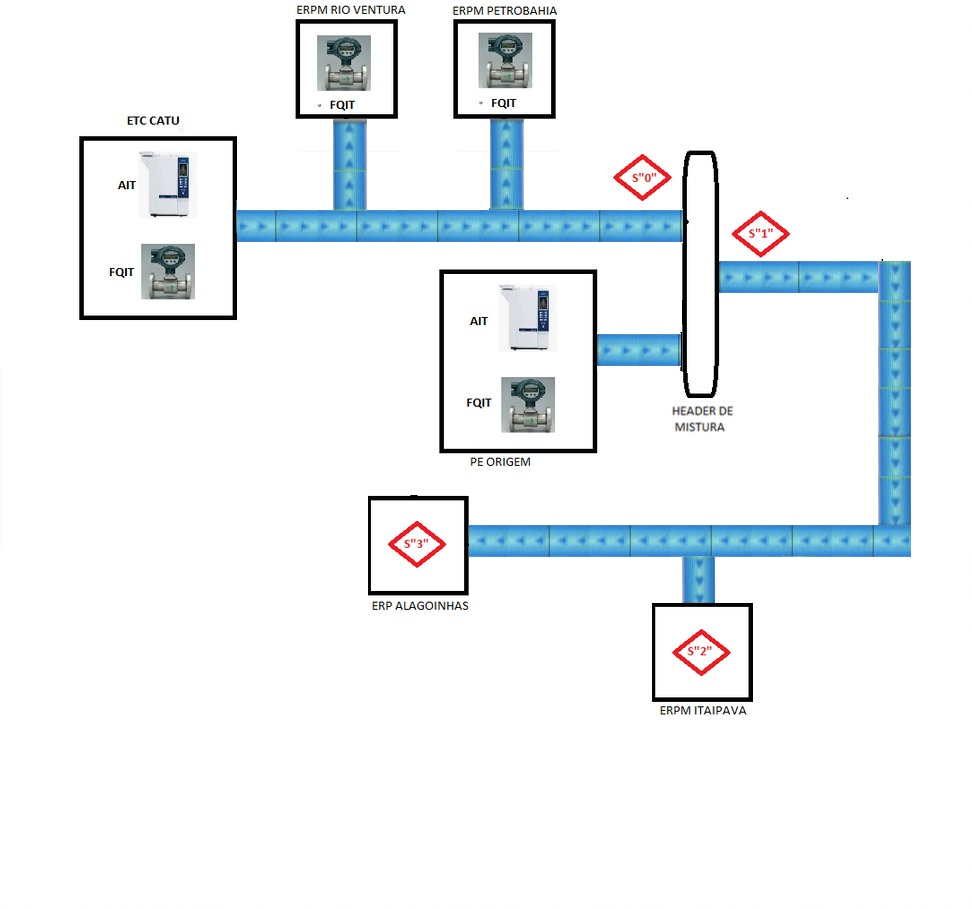 ERPM RIO VENTURA
ERPM PETROBAHIA
FQIT
FQIT
ETC CATU
AIT
FQIT
S"0"
S"1"
AIT
FQIT
PE ORIGEM
HEADER DE
MISTURA
S"3"
ERP ALAGOINHAS
S"2"
ERPM ITAIPAVA